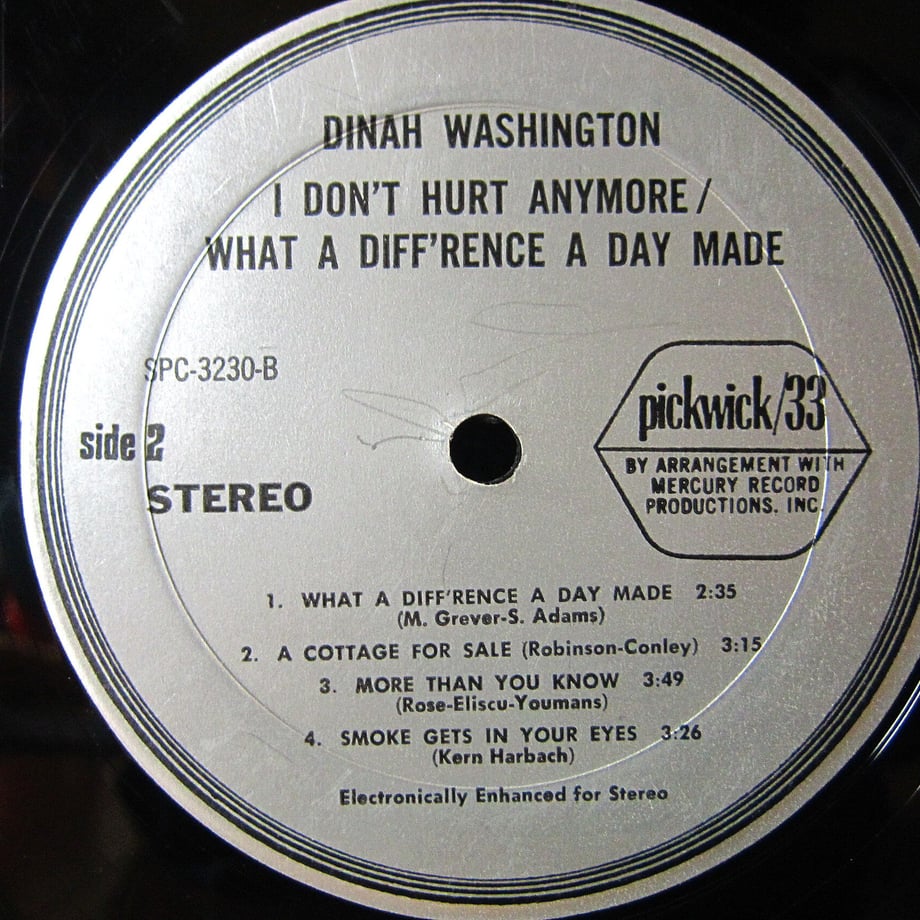 DINAH WASHINGTON
I DON'T HURT ANYMORE/
WHAT A DIFF'RENCE A DAY MADE
SPC-3230-B
side 2
STEREO
pickwick/33
BY ARRANGEMENT WITH
MERCURY RECORD
PRODUCTIONS, INC.
1. WHAT A DIFF'RENCE A DAY MADE 2:35
(M. Grever-S. Adams)
2. A COTTAGE FOR SALE (Robinson-Conley) 3:15
3. MORE THAN YOU KNOW 3:49
(Rose-Eliscu-Youmans)
4. SMOKE GETS IN YOUR EYES 3:26
(Kern Harbach)
Electronically Enhanced for Stereo